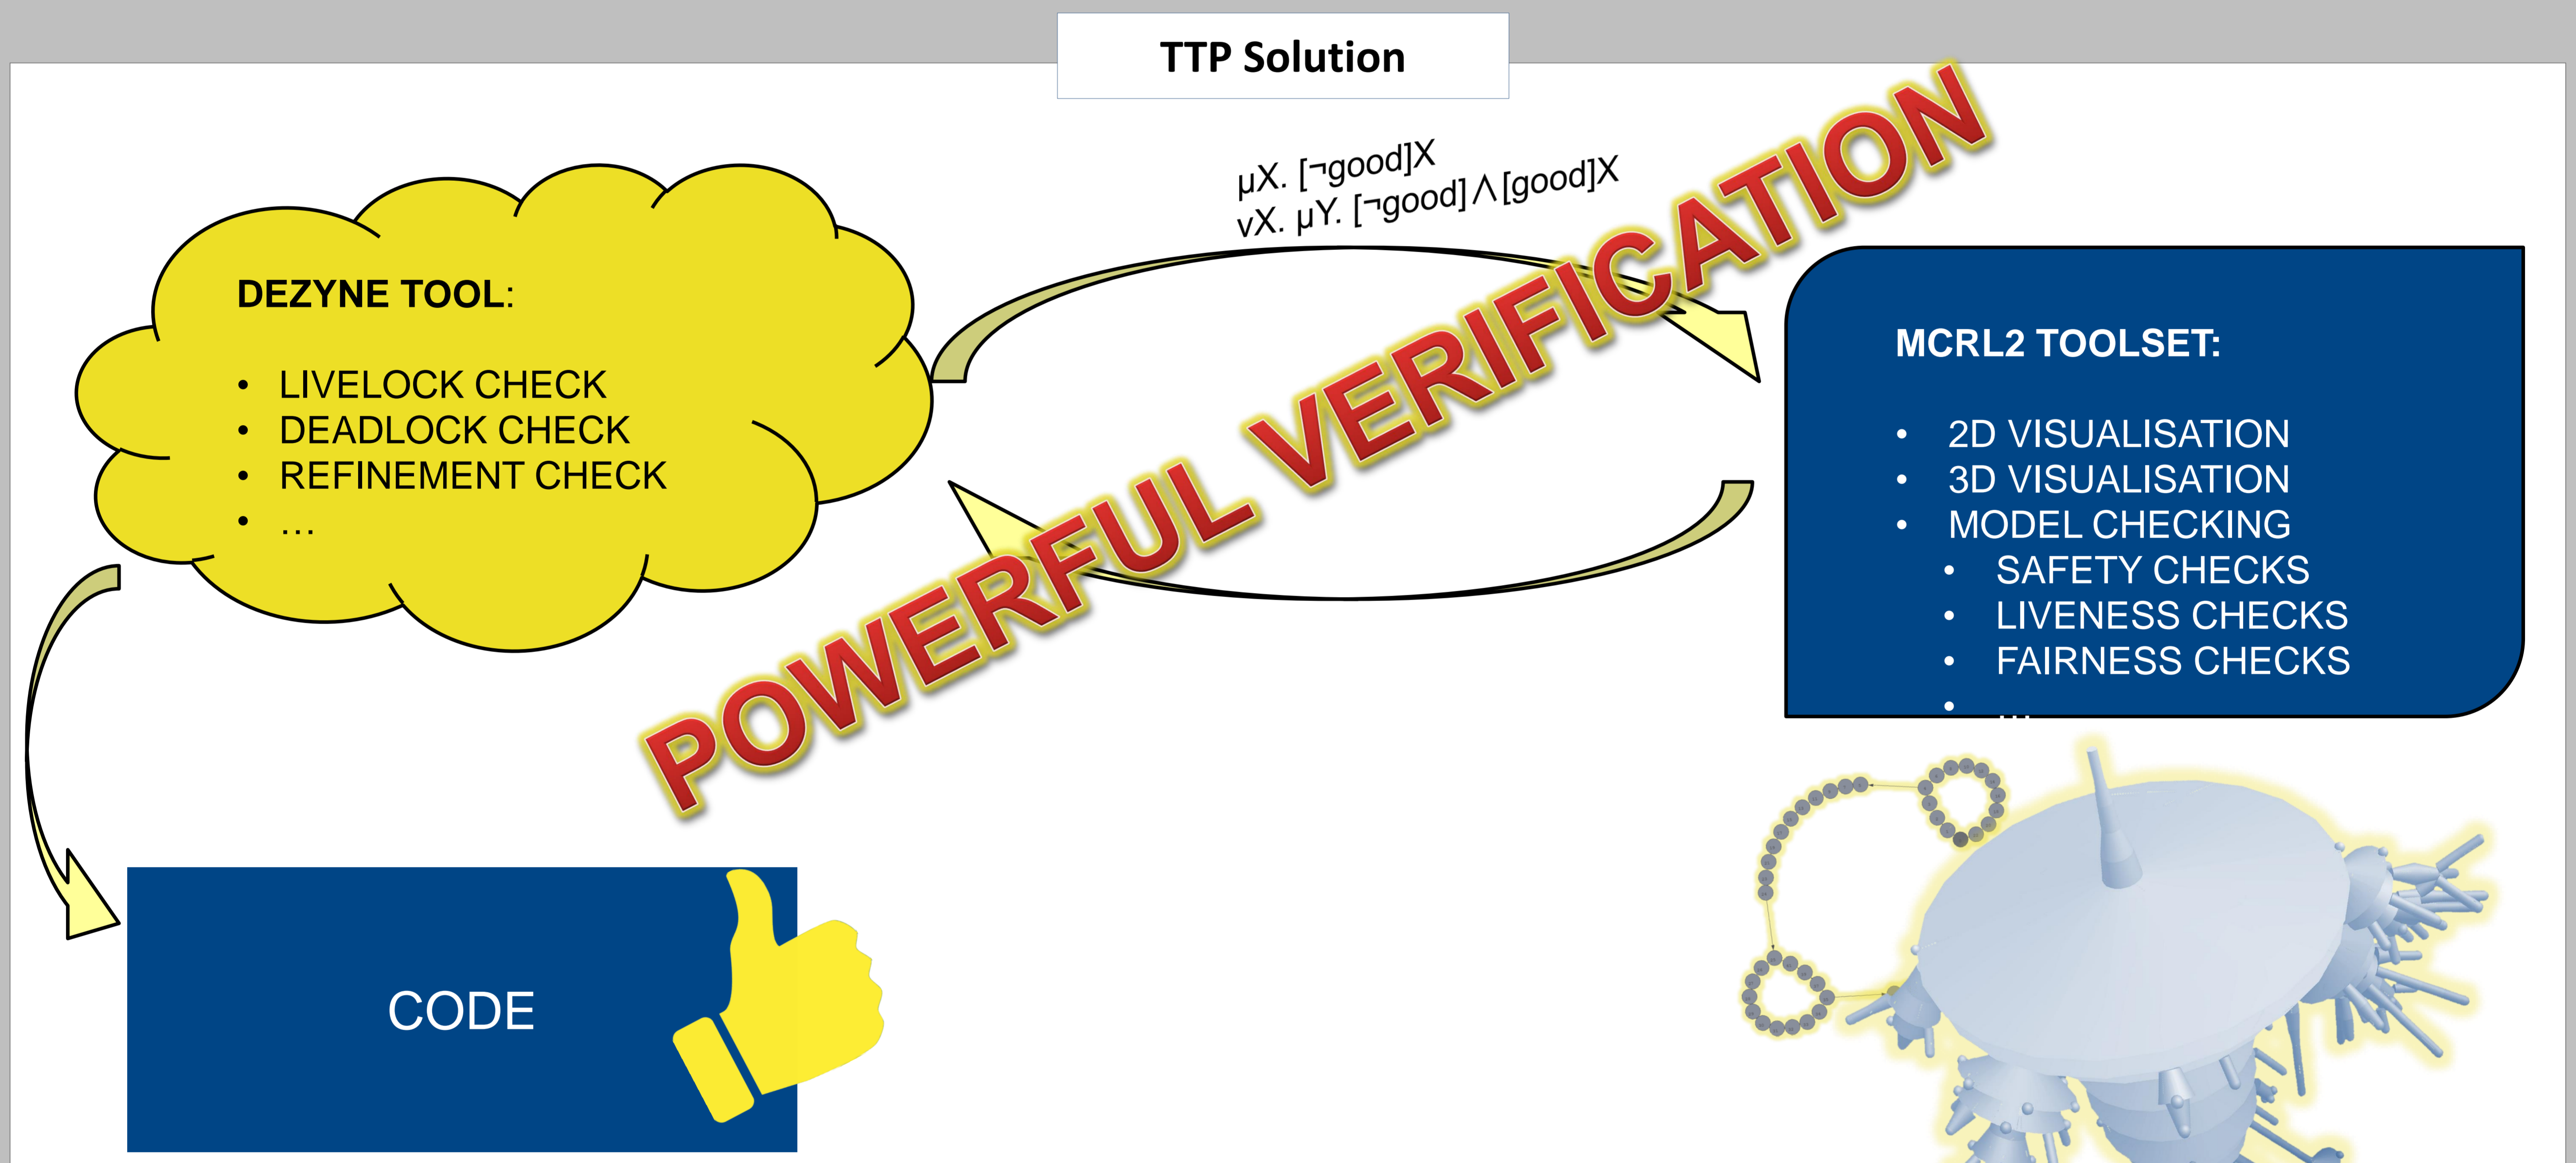 TTP Solution
μX. [¬good]X
νX. μY. [¬good]⋀[good]X
POWERFUL VERIFICATION
DEZYNE TOOL:
• LIVELOCK CHECK
• DEADLOCK CHECK
• REFINEMENT CHECK
• …
MCRL2 TOOLSET:
• 2D VISUALISATION
• 3D VISUALISATION
• MODEL CHECKING
• SAFETY CHECKS
• LIVENESS CHECKS
• FAIRNESS CHECKS
• …
CODE